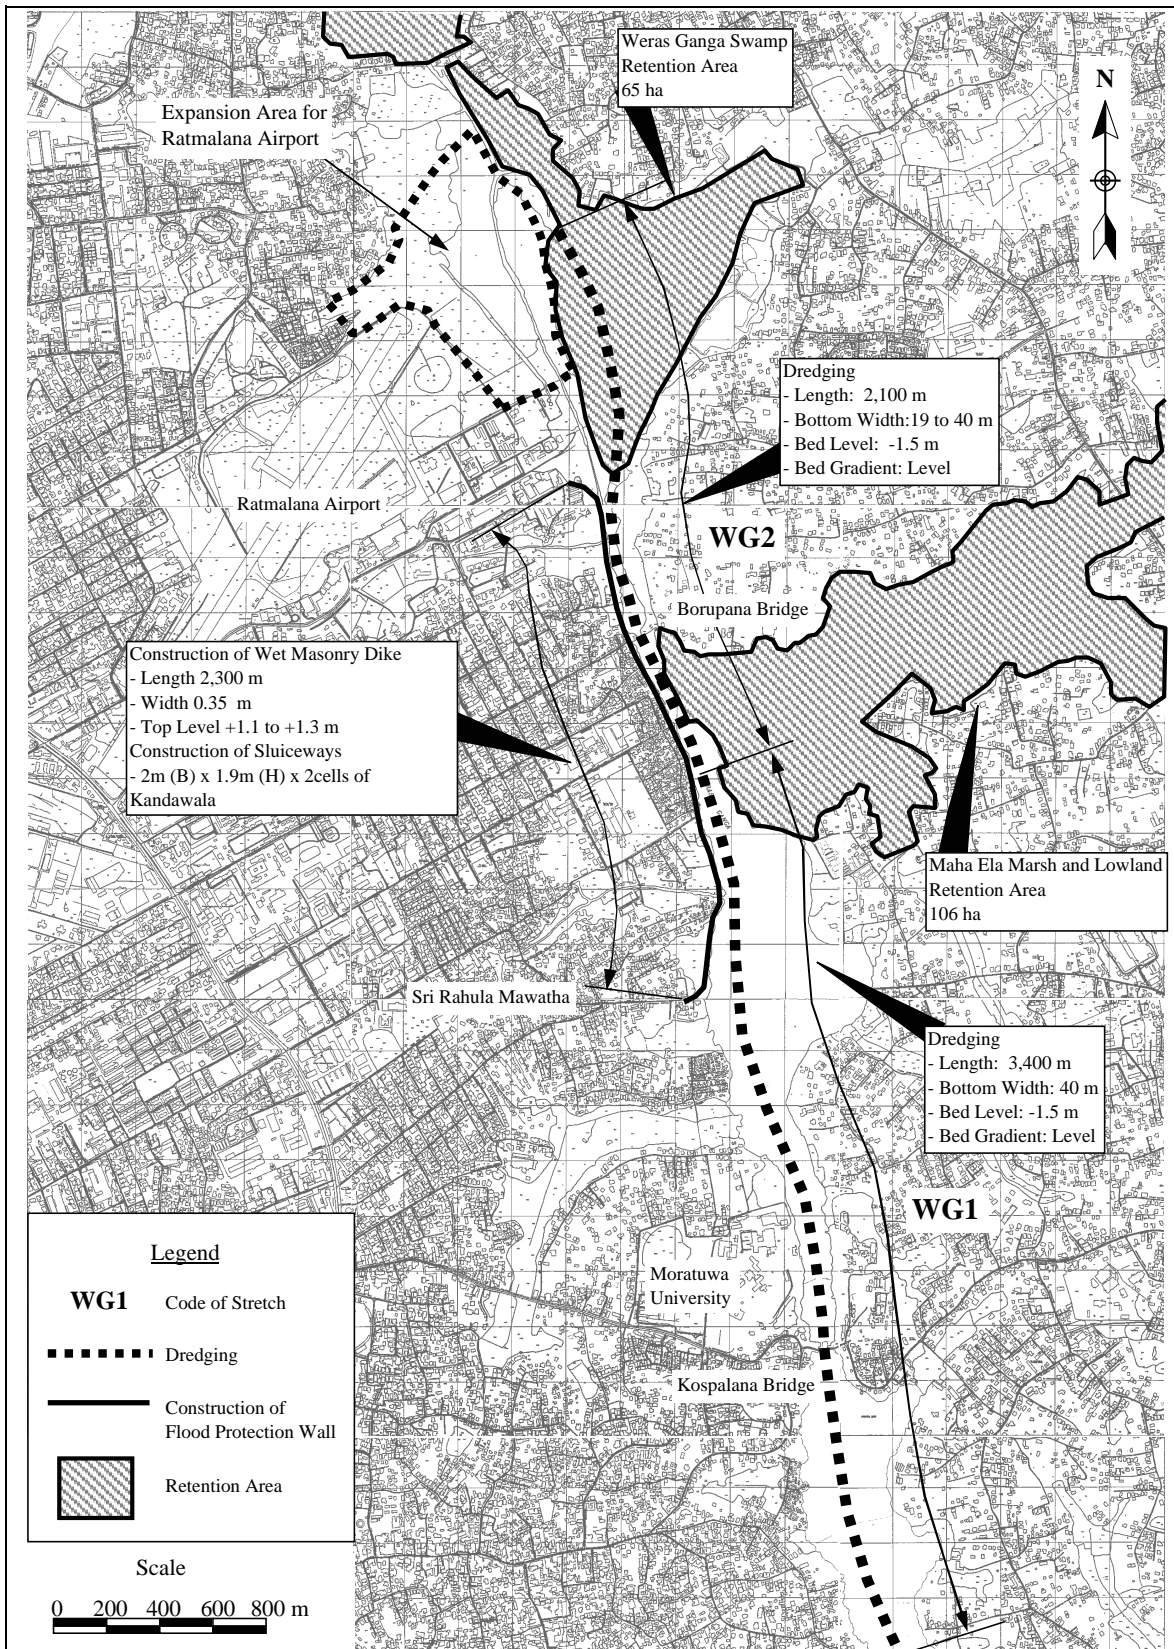 Weras Ganga Swamp
Retention Area
65 ha
N
Expansion Area for
Ratmalana Airport
Dredging
- Length: 2,100 m
- Bottom Width:19 to 40 m
- Bed Level: -1.5 m
- Bed Gradient: Level
Ratmalana Airport
WG2
Borupana Bridge
Construction of Wet Masonry Dike
- Length 2,300 m
- Width 0.35 m
- Top Level +1.1 to +1.3 m
Construction of Sluiceways
- 2m (B) x 1.9m (H) x 2cells of
Kandawala
Maha Ela Marsh and Lowland
Retention Area
106 ha
Sri Rahula Mawatha
Dredging
- Length: 3,400 m
- Bottom Width: 40 m
- Bed Level: -1.5 m
- Bed Gradient: Level
WG1
Moratuwa
University
Kospalana Bridge
Legend
WG1 Code of Stretch
Dredging
Construction of
Flood Protection Wall
Retention Area
Scale
0 200 400 600 800 m